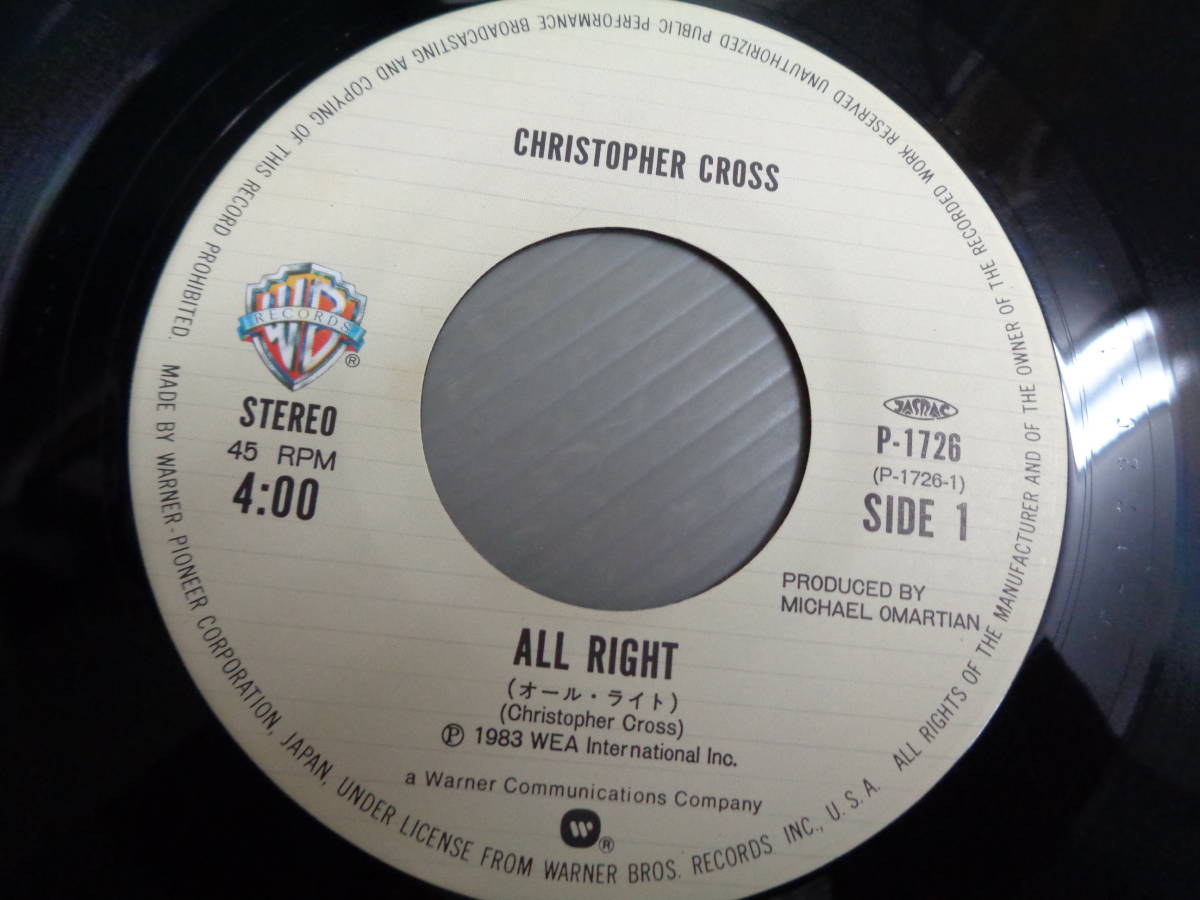 CHRISTOPHER CROSS
WB
RECORDS
®
STEREO
45 RPM
4:00
JASRAC
P-1726
(P-1726-1)
SIDE 1
PRODUCED BY
MICHAEL OMARTIAN
ALL RIGHT
(オール・ライト)
(Christopher Cross)
Ⓟ 1983 WEA International Inc.
a Warner Communications Company
®
MADE BY WARNER-PIONEER CORPORATION, JAPAN, UNDER LICENSE FROM WARNER BROS. RECORDS INC., U.S.A. ALL RIGHTS OF THE MANUFACTURER AND OF THE OWNER OF THE RECORDED WORK RESERVED UNAUTHORIZED PUBLIC PERFORMANCE BROADCASTING AND COPYING OF THIS RECORD PROHIBITED.